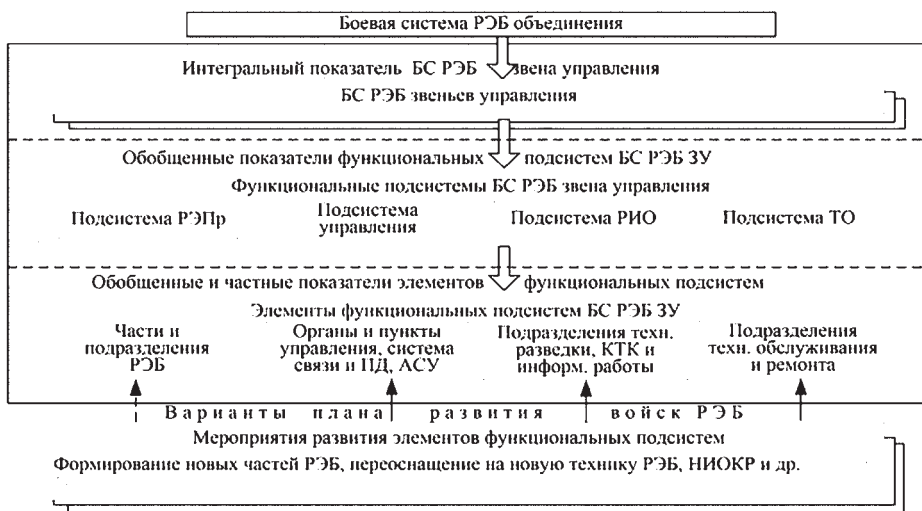 Боевая система РЭБ объединения
Интегральный показатель БС РЭБ звена управления
БС РЭБ звеньев управления
Обобщенные показатели функциональных подсистем БС РЭБ ЗУ
Функциональные подсистемы БС РЭБ звена управления
Подсистема РЭПр
Подсистема
управления
Подсистема РИО
Подсистема ТО
Обобщенные и частные показатели элементов функциональных подсистем
Элементы функциональных подсистем БС РЭБ ЗУ
Части и
подразделения
РЭБ
Органы и пункты
управления, система
связи и ПД, АСУ
Подразделения техн.
разведки, КТК и
информ. работы
Подразделения
техн. обслуживания
и ремонта
Варианты плана развития войск РЭБ
Мероприятия развития элементов функциональных подсистем
Формирование новых частей РЭБ, переоснащение на новую технику РЭБ, НИОКР и др.